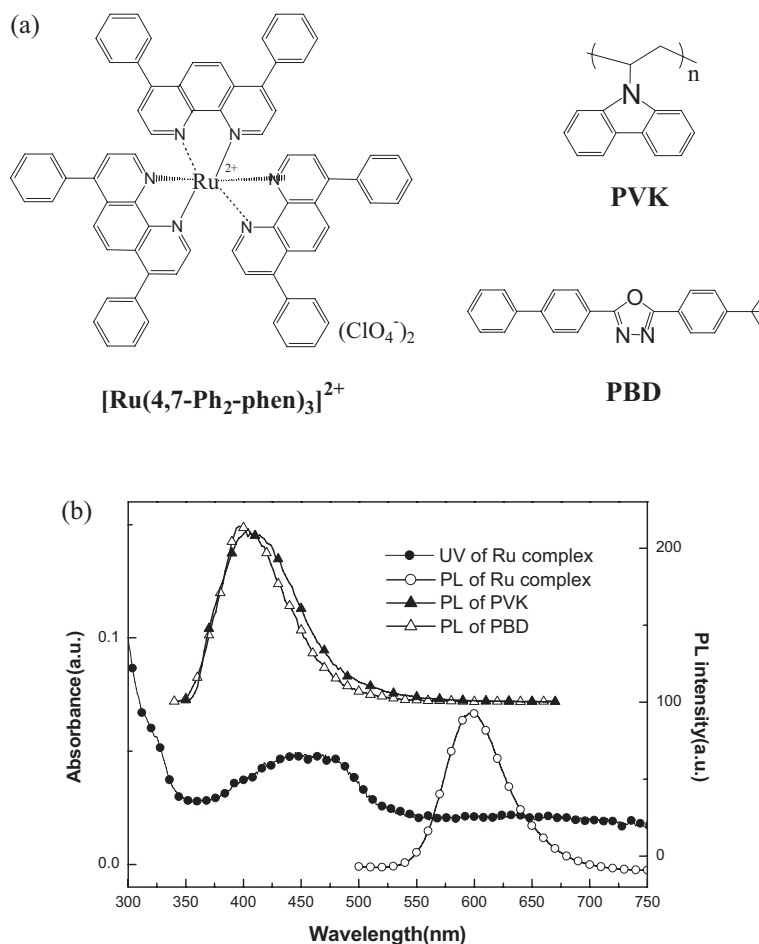 (a)
N
N
N
N
N
N
Ru
2+
(ClO4-)2
[Ru(4,7-Ph2-phen)3]2+
( )
n
N
PVK
O
N-N
PBD
(b)
UV of Ru complex
PL of Ru complex
PL of PVK
PL of PBD
Absorbance(a.u.)
0.1
0.0
PL intensity(a.u.)
200
100
0
300 350 400 450 500 550 600 650 700 750
Wavelength(nm)